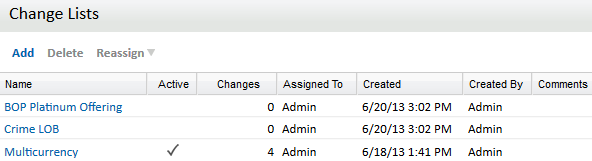 Change Lists
Add Delete Reassign
Name Active Changes Assigned To Created Created By Comments
BOP Platinum Offering 0 Admin 6/20/13 3:02 PM Admin
Crime LOB 0 Admin 6/20/13 3:02 PM Admin
Multicurrency ✓ 4 Admin 6/18/13 1:41 PM Admin